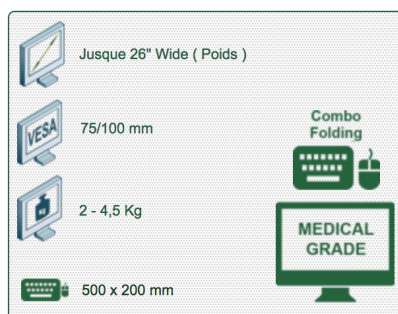 Jusque 26" Wide ( Poids )
VESA
75/100 mm
KG
2 - 4,5 Kg
500 x 200 mm
Combo
Folding
MEDICAL
GRADE